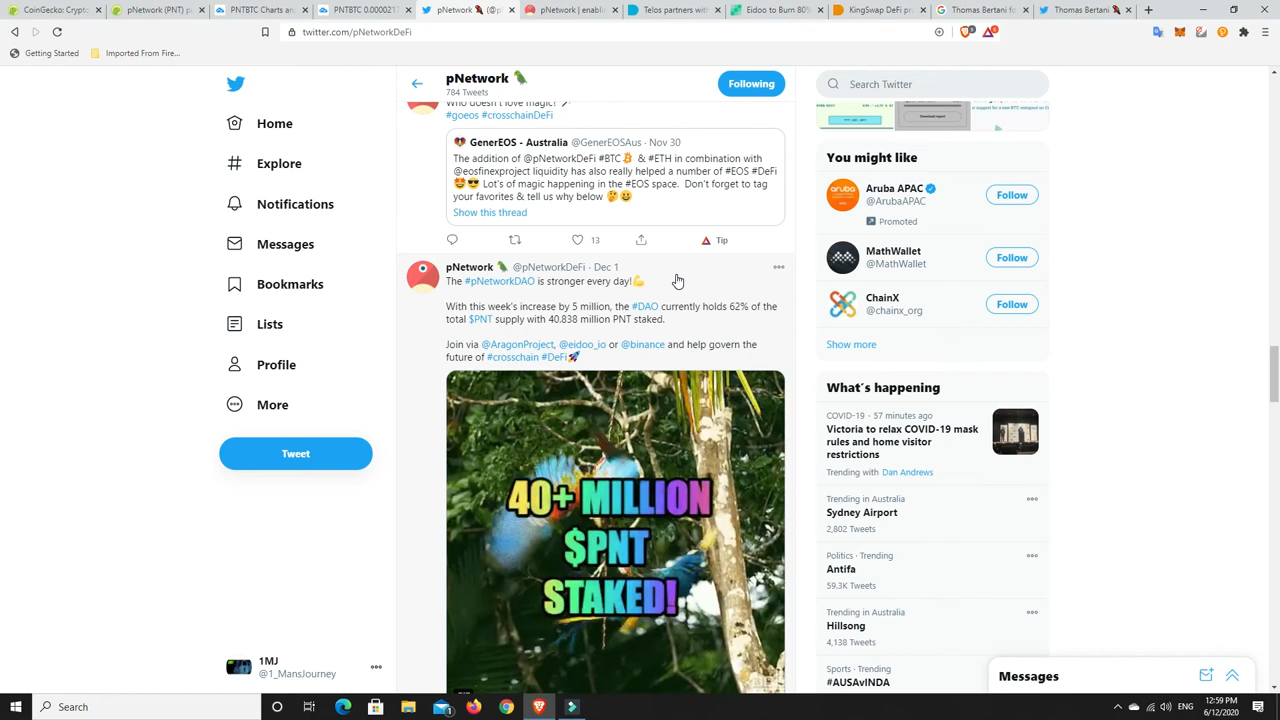 CoinGecko: Crypto
pNetwork (PNT) p
PNTBTC Charts an
PNTBTC 0.0000217
pNetwork (@p
pNetwork | enabli
Telos partners with
Eidoo to Burn 80%
KingSwap DeFi pr
Thomas Bertani fo
Thomas Bertani
twitter.com/pNetworkDeFi
Getting Started
Imported From Fire...
pNetwork
784 Tweets
Following
Home
Explore
Notifications
Messages
Bookmarks
Lists
Profile
More
Tweet
1MJ
@1_MansJourney
Who doesn't love magic!
#goeos #crosschainDeFi
GenerEOS - Australia @GenerEOSAus · Nov 30
The addition of @pNetworkDeFi #BTC & #ETH in combination with
@eosfinexproject liquidity has also really helped a number of #EOS #DeFi
Lot's of magic happening in the #EOS space. Don't forget to tag
your favorites & tell us why below
Show this thread
13
Tip
pNetwork @pNetworkDeFi · Dec 1
The #pNetworkDAO is stronger every day!
With this week's increase by 5 million, the #DAO currently holds 62% of the
total $PNT supply with 40,838 million PNT staked.
Join via @AragonProject, @eidoo_io or @binance and help govern the
future of #crosschain #DeFi
40+ MILLION
$PNT
STAKED!
Search Twitter
You might like
Aruba APAC
@ArubaAPAC
Follow
Promoted
MathWallet
@MathWallet
Follow
ChainX
@chainx_org
Follow
Show more
What's happening
COVID-19 · 57 minutes ago
Victoria to relax COVID-19 mask
rules and home visitor
restrictions
Trending with Dan Andrews
Trending in Australia
Sydney Airport
2,802 Tweets
Politics · Trending
Antifa
59.3K Tweets
Trending in Australia
Hillsong
4,138 Tweets
Sports · Trending
#AUSAvINDA
Messages
Search
ENG
12:59 PM
6/12/2020